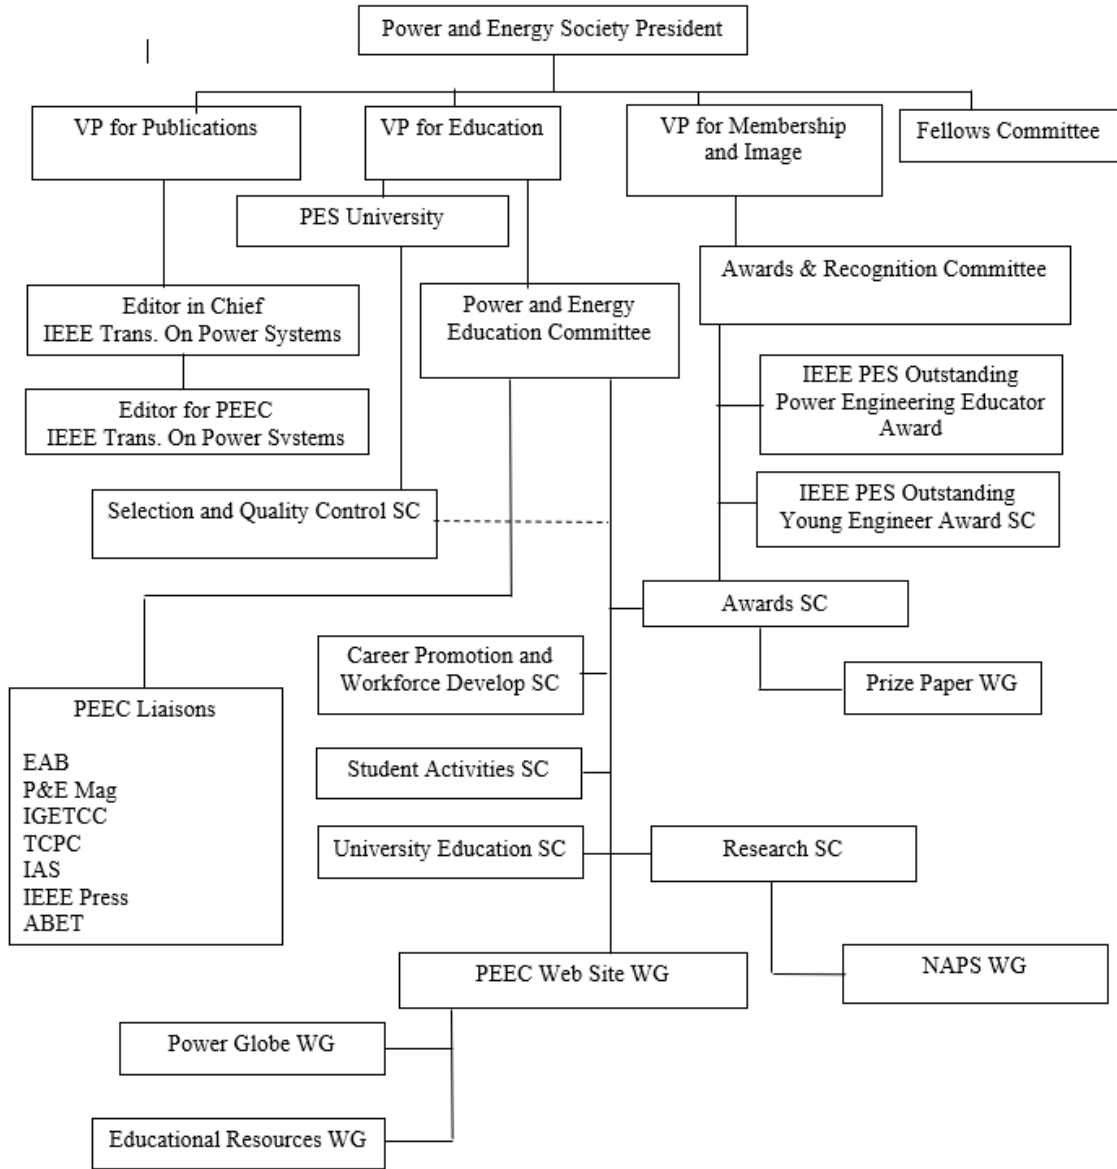 Power and Energy Society President
VP for Publications
VP for Education
VP for Membership
and Image
Fellows Committee
PES University
Awards & Recognition Committee
Editor in Chief
IEEE Trans. On Power Systems
Power and Energy
Education Committee
IEEE PES Outstanding
Power Engineering Educator
Award
Editor for PEEC
IEEE Trans. On Power Systems
Selection and Quality Control SC
IEEE PES Outstanding
Young Engineer Award SC
Awards SC
Career Promotion and
Workforce Develop SC
Prize Paper WG
PEEC Liaisons
EAB
P&E Mag
IGETCC
TCPC
IAS
IEEE Press
ABET
Student Activities SC
University Education SC
Research SC
PEEC Web Site WG
NAPS WG
Power Globe WG
Educational Resources WG